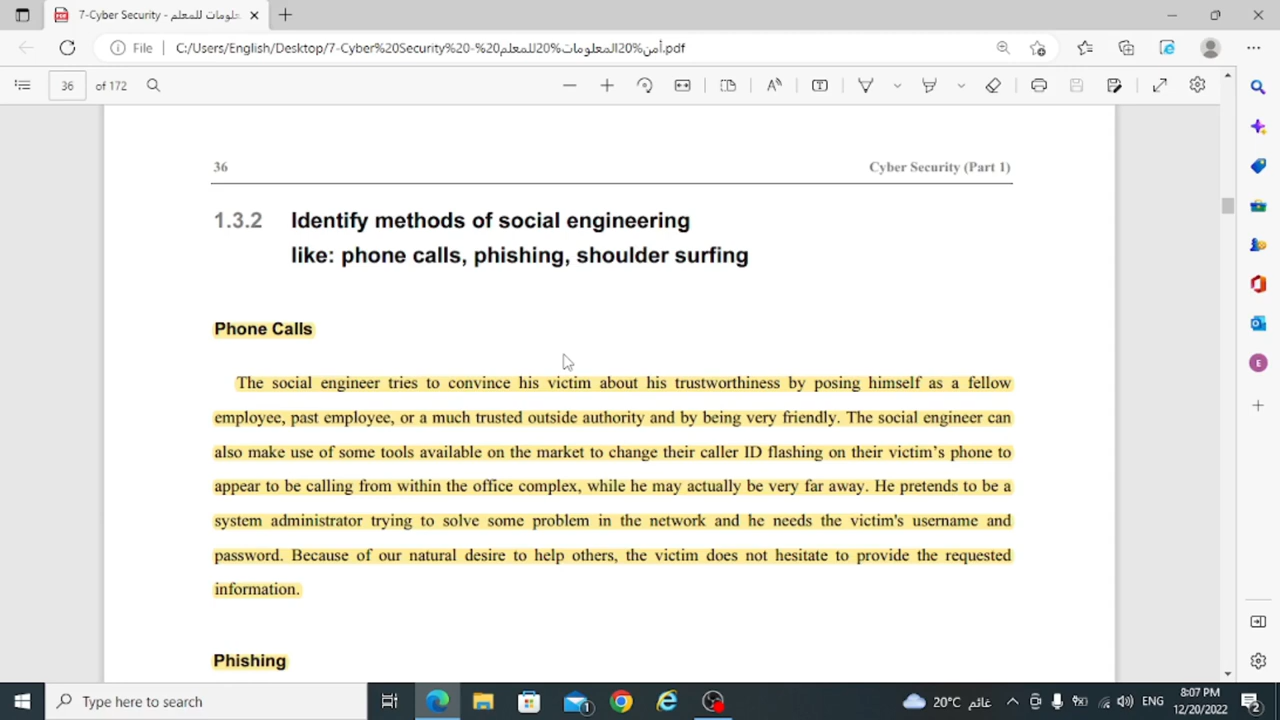 7-Cyber Security - أمن المعلومات للمعلم
File
C:/Users/English/Desktop/7-Cyber%20Security%20-%20أمن%20المعلومات%20للمعلم.pdf
36 of 172
36
Cyber Security (Part 1)
1.3.2 Identify methods of social engineering
like: phone calls, phishing, shoulder surfing
Phone Calls
The social engineer tries to convince his victim about his trustworthiness by posing himself as a fellow
employee, past employee, or a much trusted outside authority and by being very friendly. The social engineer can
also make use of some tools available on the market to change their caller ID flashing on their victim's phone to
appear to be calling from within the office complex, while he may actually be very far away. He pretends to be a
system administrator trying to solve some problem in the network and he needs the victim's username and
password. Because of our natural desire to help others, the victim does not hesitate to provide the requested
information.
Phishing
Type here to search
1
20°C غائم
ENG
8:07 PM
12/20/2022
2
E